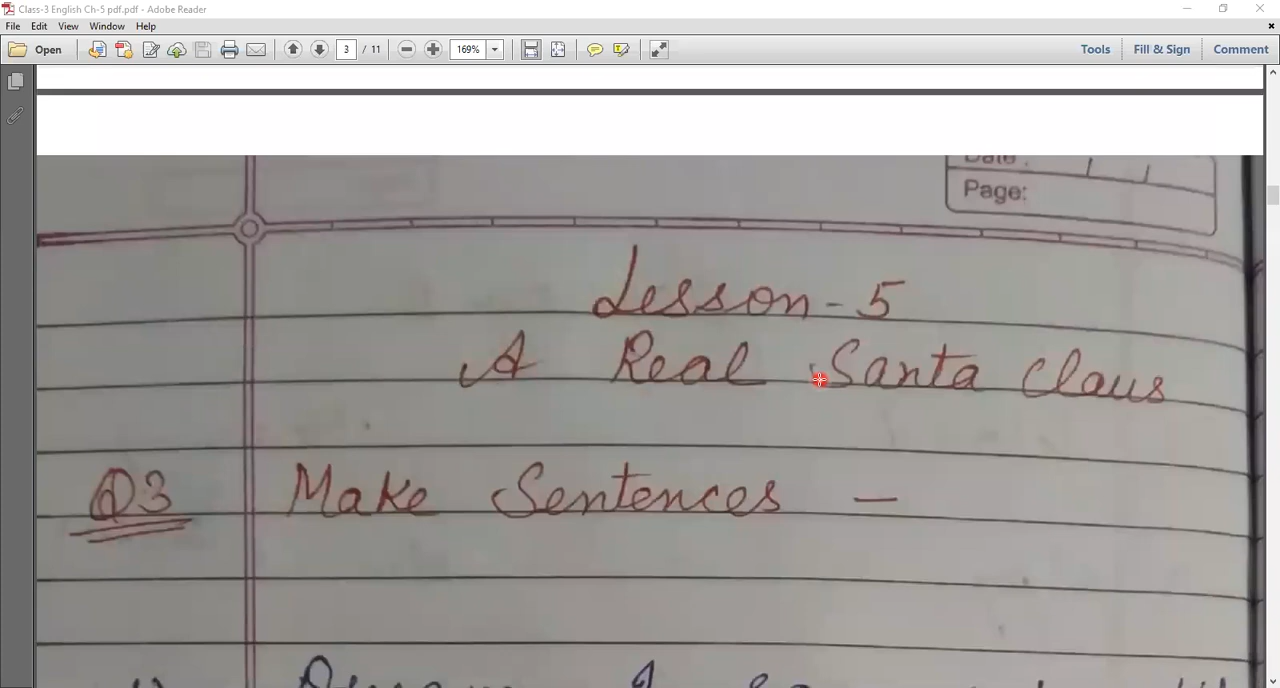 Class-3 English Ch-5 pdf.pdf - Adobe Reader
File Edit View Window Help
Open 3 / 11 169% Tools Fill & Sign Comment
Date :
Page:
Lesson - 5
A Real Santa Claus
Q3 Make Sentences -